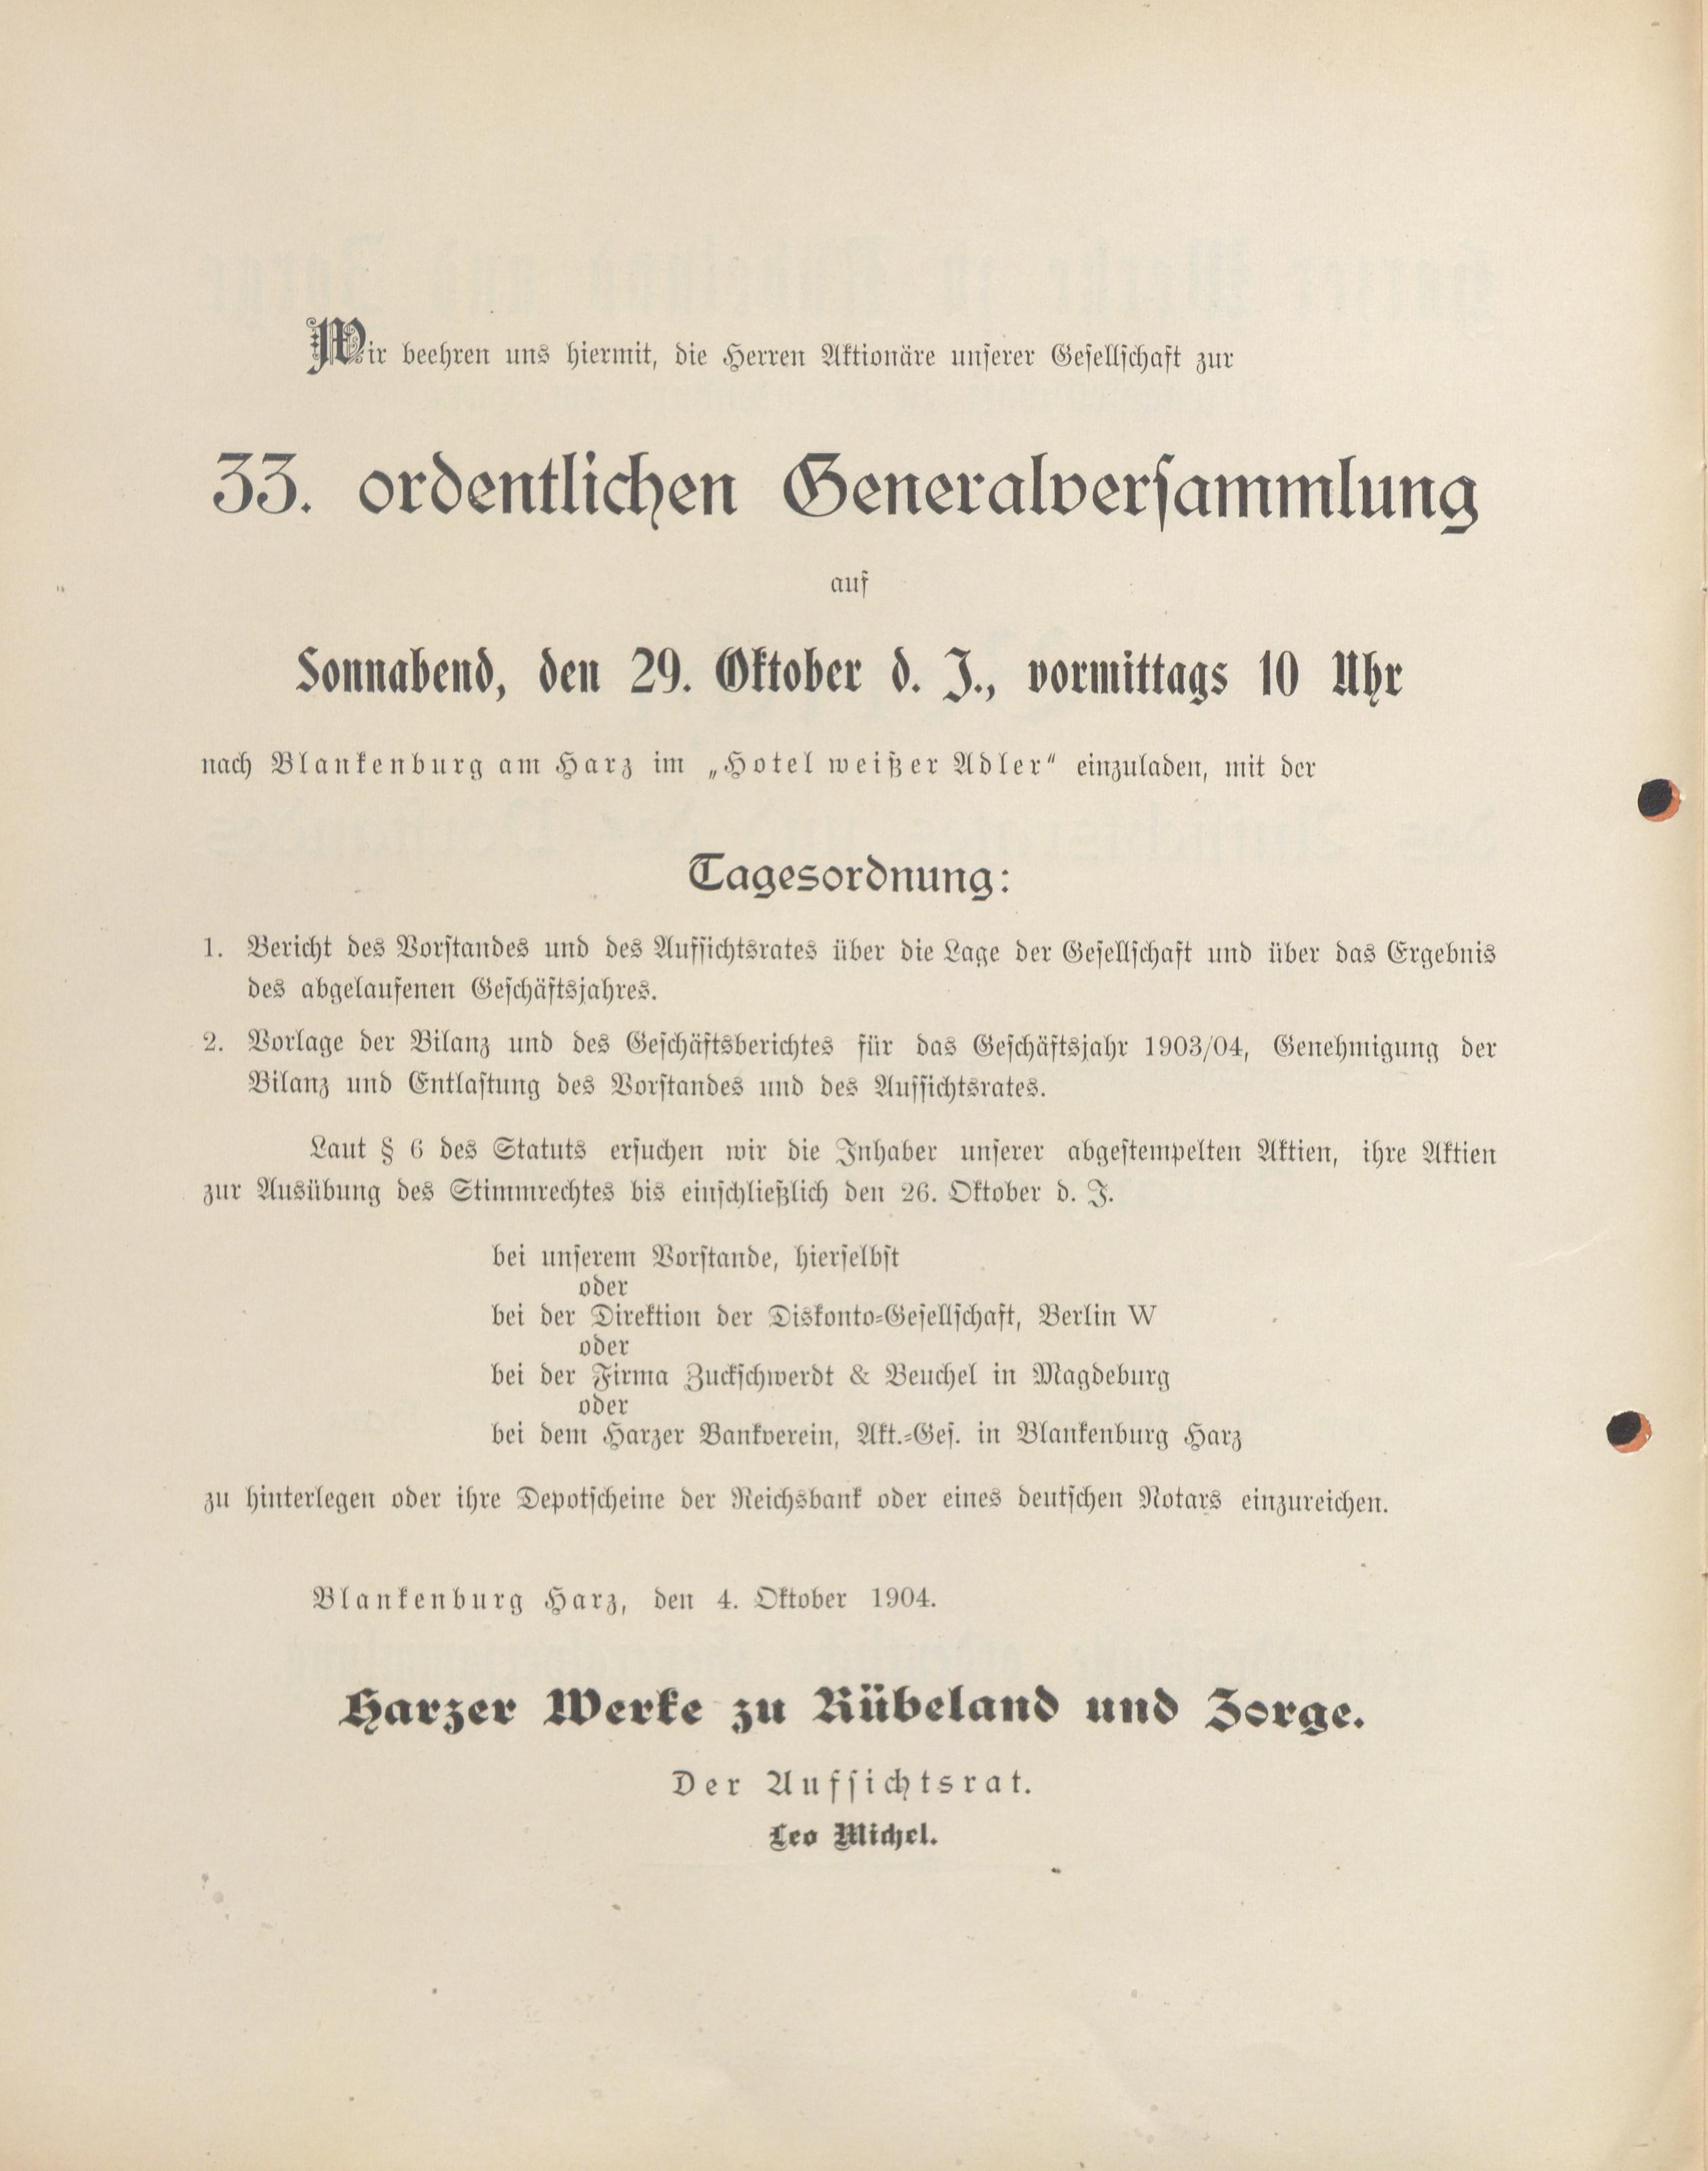 Wir beehren uns hiermit, die Herren Aktionäre unserer Gesellschaft zur
33. ordentlichen Generalversammlung
auf
Sonnabend, den 29. Oktober d. J., vormittags 10 Uhr
nach Blankenburg am Harz im „Hotel weißer Adler“ einzuladen, mit der
Tagesordnung:
1. Bericht des Vorstandes und des Aufsichtsrates über die Lage der Gesellschaft und über das Ergebnis
des abgelaufenen Geschäftsjahres.
2. Vorlage der Bilanz und des Geschäftsberichtes für das Geschäftsjahr 1903/04, Genehmigung der
Bilanz und Entlastung des Vorstandes und des Aufsichtsrates.
Laut § 6 des Statuts ersuchen wir die Inhaber unserer abgestempelten Aktien, ihre Aktien
zur Ausübung des Stimmrechtes bis einschließlich den 26. Oktober d. J.
bei unserem Vorstande, hierselbst
oder
bei der Direktion der Diskonto-Gesellschaft, Berlin W
oder
bei der Firma Zuckschwerdt & Beuchel in Magdeburg
oder
bei dem Harzer Bankverein, Akt.-Ges. in Blankenburg Harz
zu hinterlegen oder ihre Depotscheine der Reichsbank oder eines deutschen Notars einzureichen.
Blankenburg Harz, den 4. Oktober 1904.
Harzer Werke zu Rübeland und Zorge.
Der Aufsichtsrat.
Leo Michel.